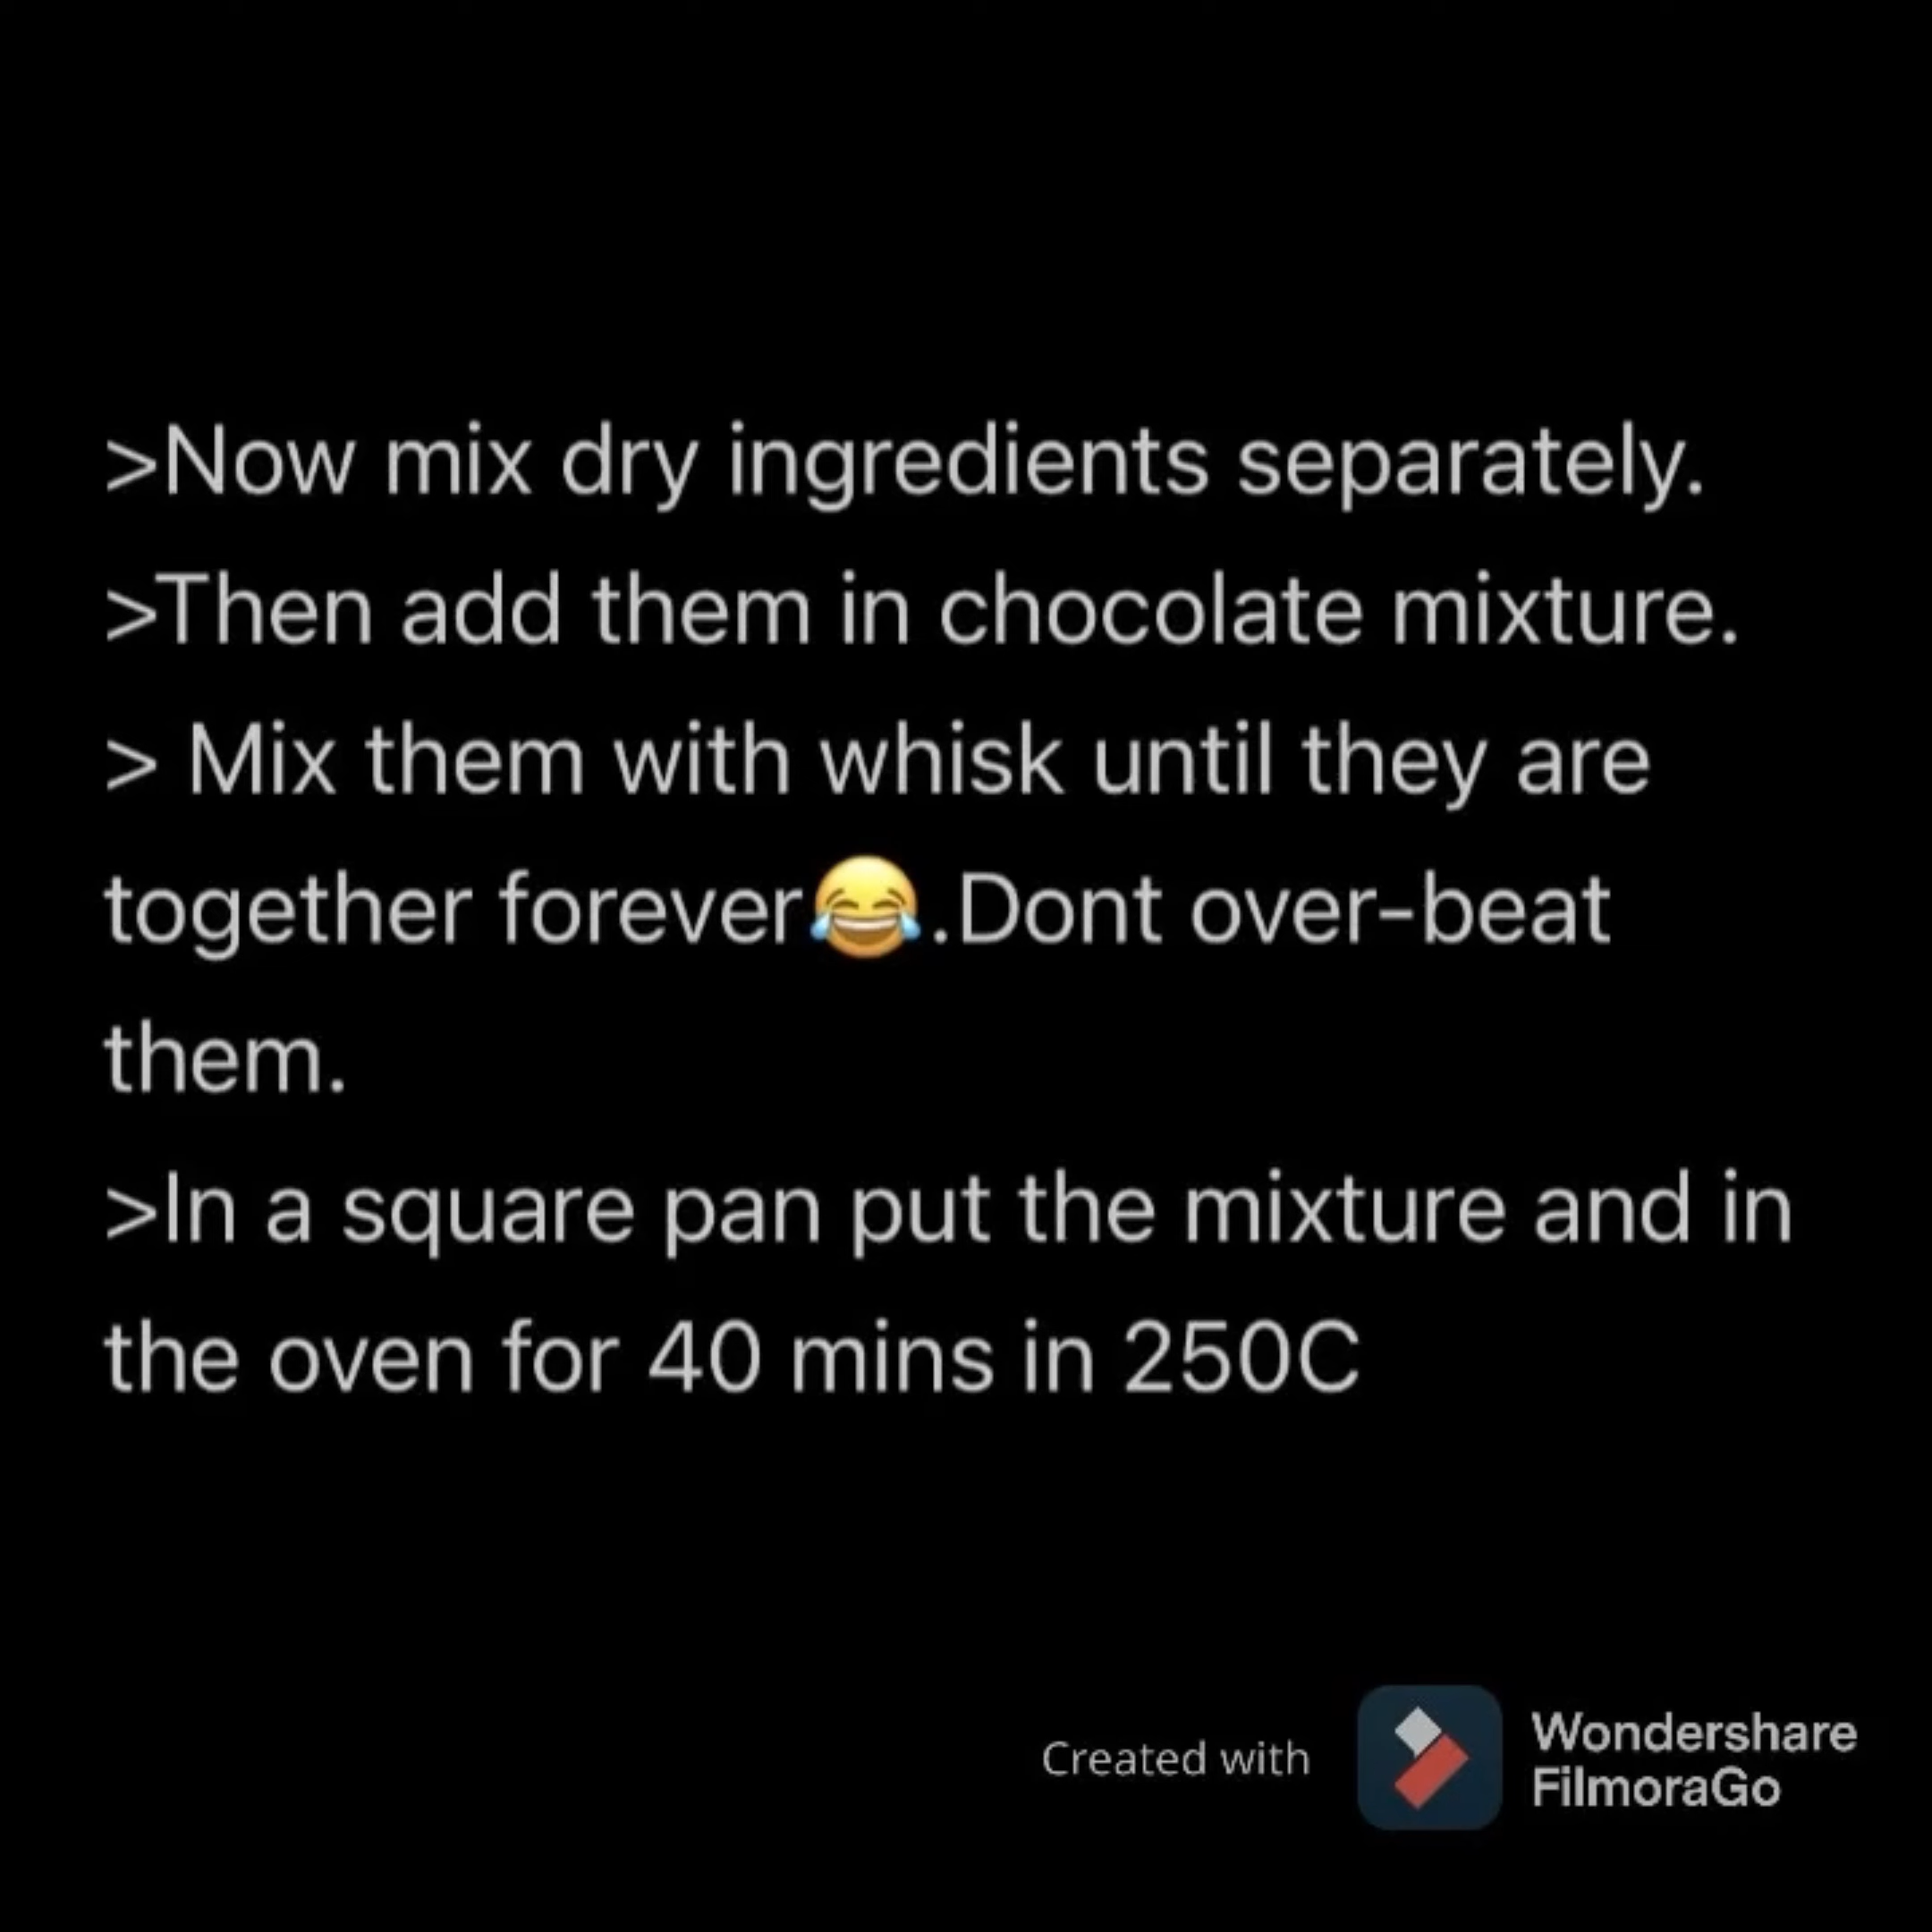 >Now mix dry ingredients separately.
>Then add them in chocolate mixture.
> Mix them with whisk until they are
together forever😂.Dont over-beat
them.
>In a square pan put the mixture and in
the oven for 40 mins in 250C
Created with
Wondershare
FilmoraGo